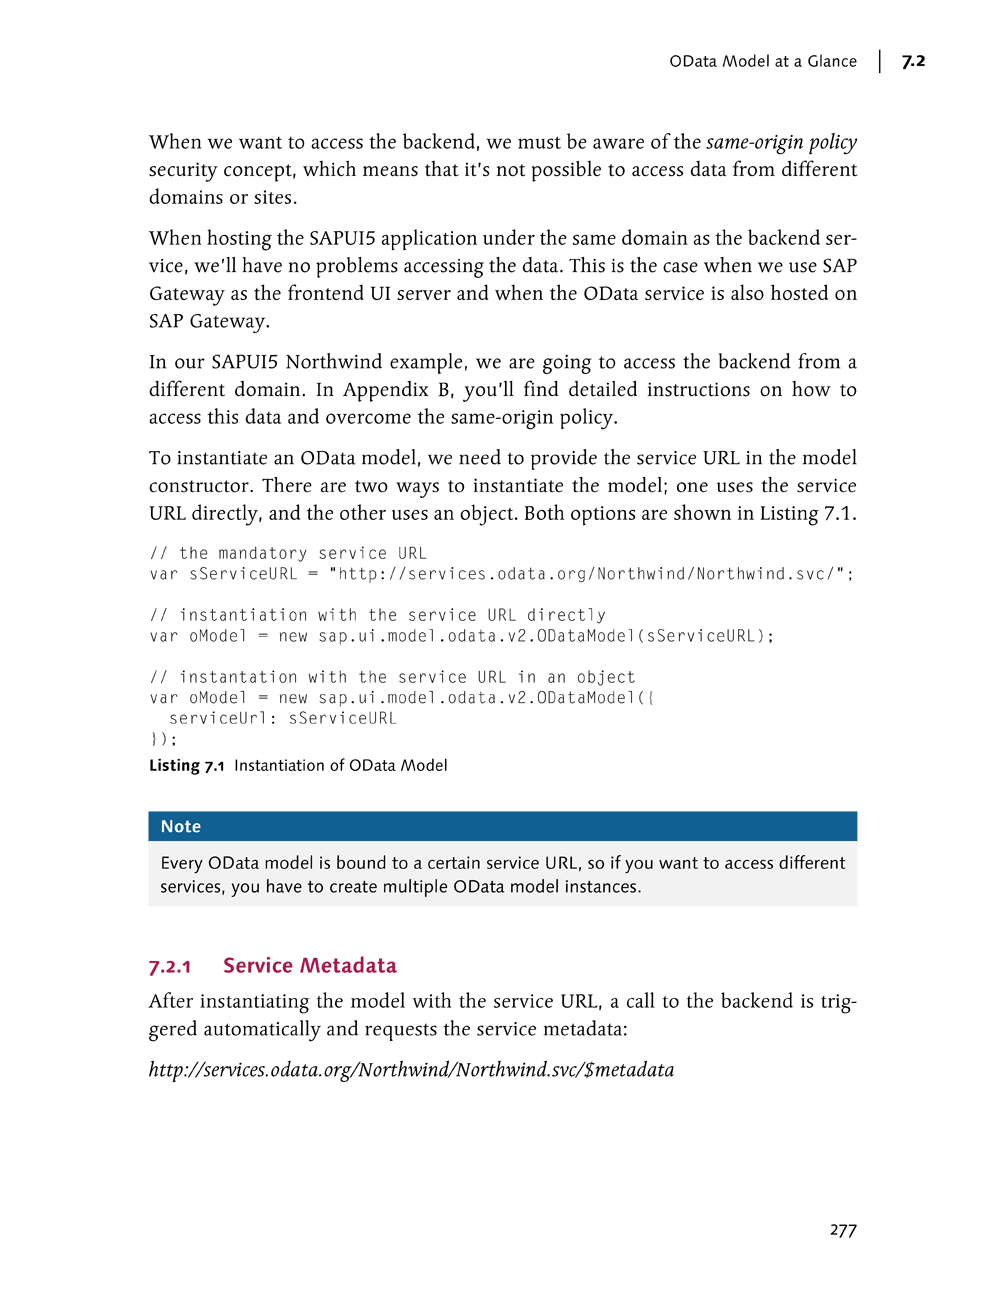 OData Model at a Glance | 7.2
When we want to access the backend, we must be aware of the same-origin policy
security concept, which means that it's not possible to access data from different
domains or sites.
When hosting the SAPUI5 application under the same domain as the backend ser-
vice, we'll have no problems accessing the data. This is the case when we use SAP
Gateway as the frontend UI server and when the OData service is also hosted on
SAP Gateway.
In our SAPUI5 Northwind example, we are going to access the backend from a
different domain. In Appendix B, you'll find detailed instructions on how to
access this data and overcome the same-origin policy.
To instantiate an OData model, we need to provide the service URL in the model
constructor. There are two ways to instantiate the model; one uses the service
URL directly, and the other uses an object. Both options are shown in Listing 7.1.
// the mandatory service URL
var sServiceURL = "http://services.odata.org/Northwind/Northwind.svc/";
// instantiation with the service URL directly
var oModel = new sap.ui.model.odata.v2.ODataModel(sServiceURL);
// instantation with the service URL in an object
var oModel = new sap.ui.model.odata.v2.ODataModel({
  serviceUrl: sServiceURL
});
Listing 7.1 Instantiation of OData Model
Note
Every OData model is bound to a certain service URL, so if you want to access different
services, you have to create multiple OData model instances.
7.2.1 Service Metadata
After instantiating the model with the service URL, a call to the backend is trig-
gered automatically and requests the service metadata:
http://services.odata.org/Northwind/Northwind.svc/$metadata
277